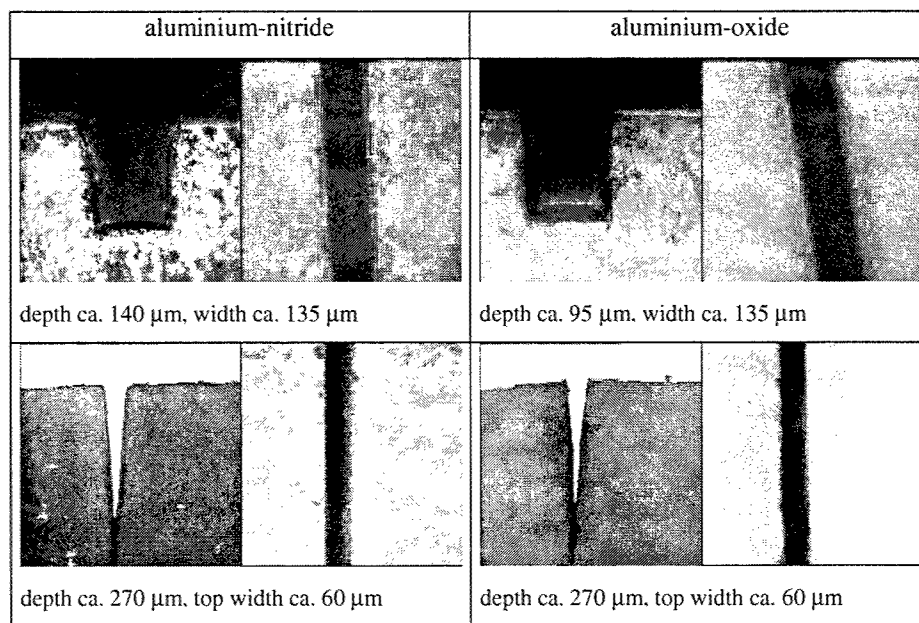 aluminium-nitride
aluminium-oxide
depth ca. 140 μm, width ca. 135 μm
depth ca. 95 μm, width ca. 135 μm
depth ca. 270 μm, top width ca. 60 μm
depth ca. 270 μm, top width ca. 60 μm